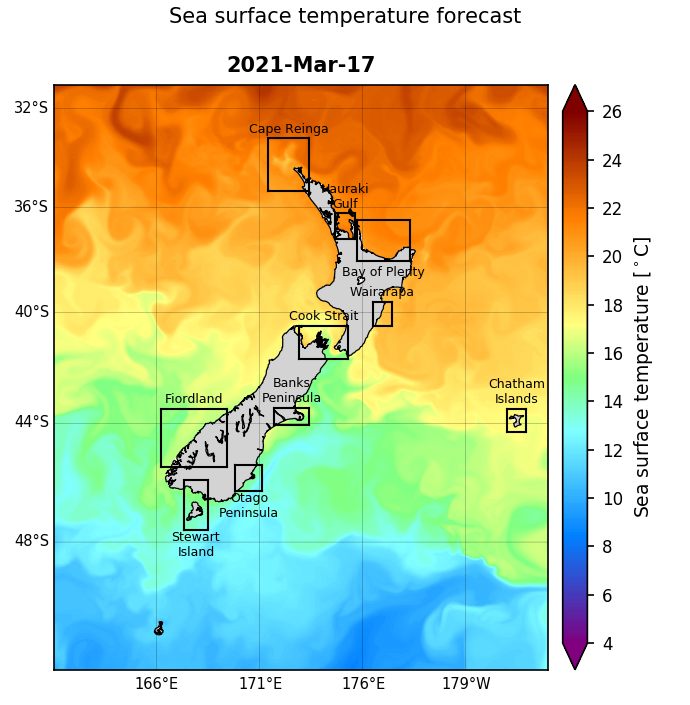 Sea surface temperature forecast
2021-Mar-17
32°S
36°S
40°S
44°S
48°S
166°E
171°E
176°E
179°W
Cape Reinga
Hauraki
Gulf
Bay of Plenty
Wairarapa
Cook Strait
Banks
Peninsula
Fiordland
Chatham
Islands
Otago
Peninsula
Stewart
Island
26
24
22
20
18
16
14
12
10
8
6
4
Sea surface temperature [°C]